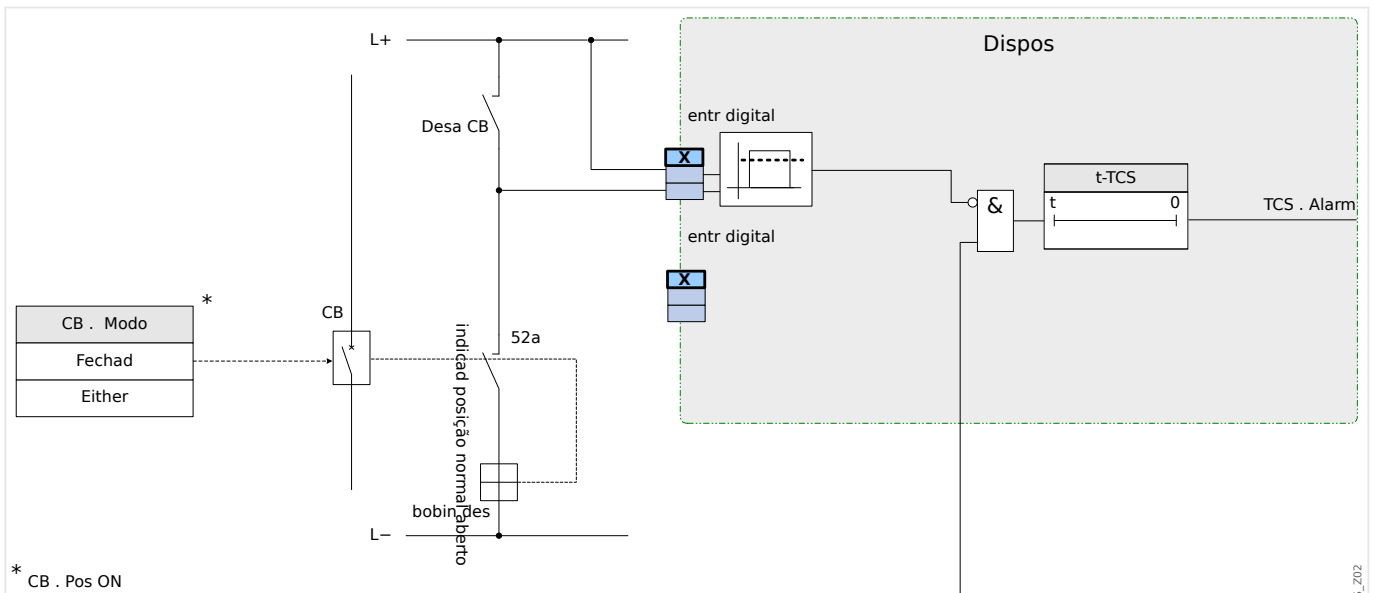 L+
Dispos
Desa CB
entr digital
X
t-TCS
t 0
&
TCS . Alarm
entr digital
X
*
CB . Modo
Fechad
Either
CB
52a
indicad posição normal aberto
bobin des
L−
* CB . Pos ON
_Z02